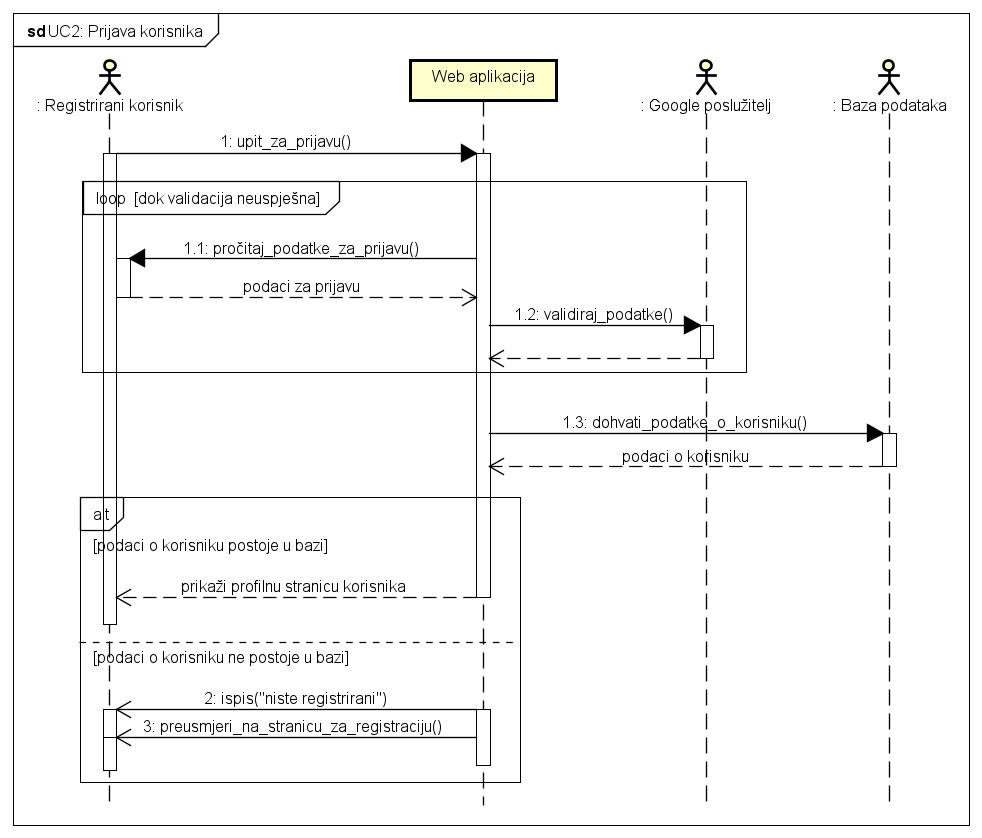 sd UC2: Prijava korisnika
: Registrirani korisnik
Web aplikacija
: Google poslužitelj
: Baza podataka
1: upit_za_prijavu()
loop [dok validacija neuspješna]
1.1: pročitaj_podatke_za_prijavu()
podaci za prijavu
1.2: validiraj_podatke()
1.3: dohvati_podatke_o_korisniku()
podaci o korisniku
alt
[podaci o korisniku postoje u bazi]
prikaži profilnu stranicu korisnika
[podaci o korisniku ne postoje u bazi]
2: ispis("niste registrirani")
3: preusmjeri_na_stranicu_za_registraciju()